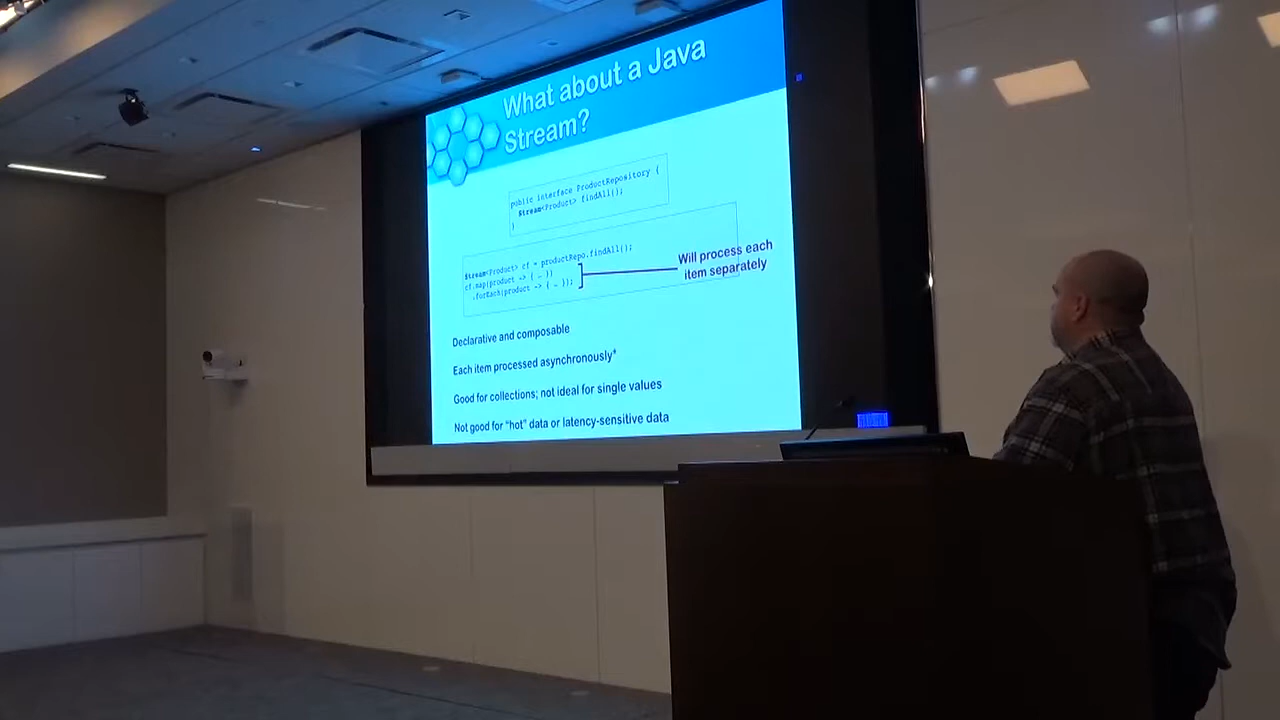 What about a Java
Stream?
public interface ProductRepository {
Stream<Product> findAll();
}
Stream<Product> cf = productRepo.findAll();
cf.map(product -> { … })
.forEach(product -> { … });
Will process each
item separately
Declarative and composable
Each item processed asynchronously*
Good for collections; not ideal for single values
Not good for “hot” data or latency-sensitive data